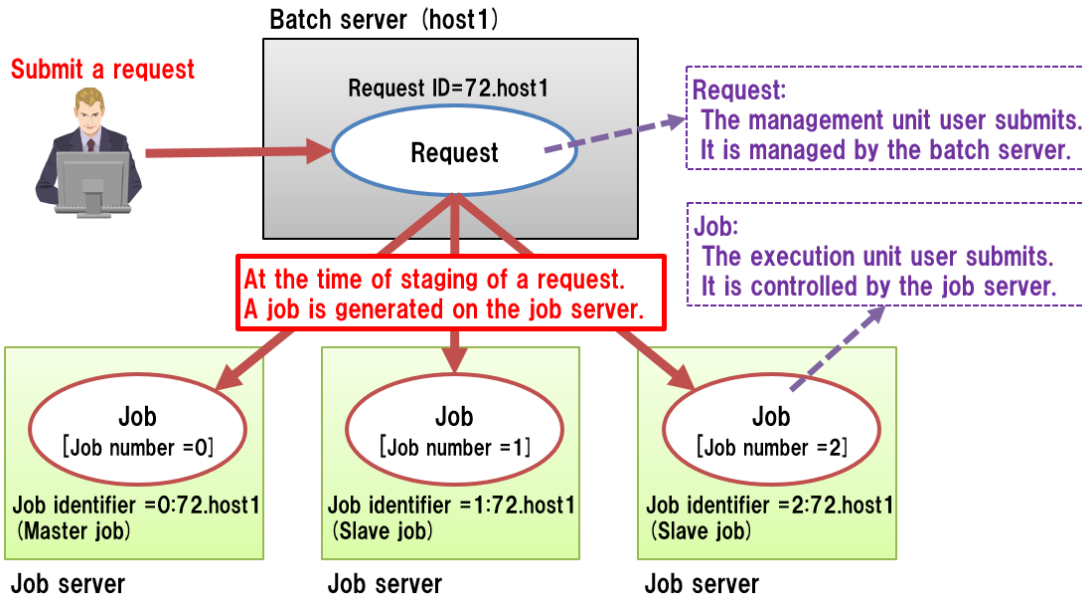 Batch server (host1)
Submit a request
Request ID=72.host1
Request
Request:
The management unit user submits.
It is managed by the batch server.
Job:
The execution unit user submits.
It is controlled by the job server.
At the time of staging of a request.
A job is generated on the job server.
Job
[Job number =0]
Job identifier =0:72.host1
(Master job)
Job server
Job
[Job number =1]
Job identifier =1:72.host1
(Slave job)
Job server
Job
[Job number =2]
Job identifier =2:72.host1
(Slave job)
Job server